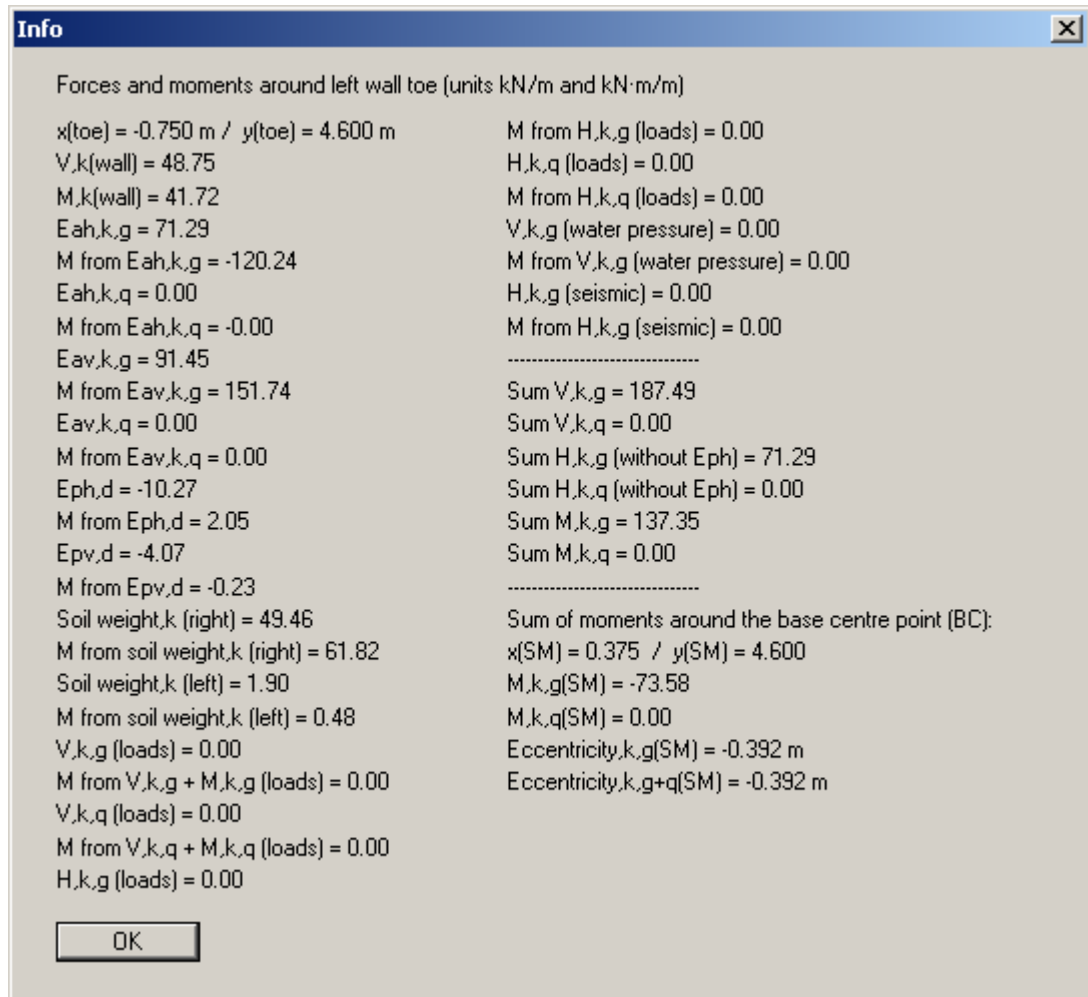 Info
Forces and moments around left wall toe (units kN/m and kN·m/m)
x(toe) = -0.750 m / y(toe) = 4.600 m
V,k(wall) = 48.75
M,k(wall) = 41.72
Eah,k,g = 71.29
M from Eah,k,g = -120.24
Eah,k,q = 0.00
M from Eah,k,q = -0.00
Eav,k,g = 91.45
M from Eav,k,g = 151.74
Eav,k,q = 0.00
M from Eav,k,q = 0.00
Eph,d = -10.27
M from Eph,d = 2.05
Epv,d = -4.07
M from Epv,d = -0.23
Soil weight,k (right) = 49.46
M from soil weight,k (right) = 61.82
Soil weight,k (left) = 1.90
M from soil weight,k (left) = 0.48
V,k,g (loads) = 0.00
M from V,k,g + M,k,g (loads) = 0.00
V,k,q (loads) = 0.00
M from V,k,q + M,k,q (loads) = 0.00
H,k,g (loads) = 0.00
M from H,k,g (loads) = 0.00
H,k,q (loads) = 0.00
M from H,k,q (loads) = 0.00
V,k,g (water pressure) = 0.00
M from V,k,g (water pressure) = 0.00
H,k,g (seismic) = 0.00
M from H,k,g (seismic) = 0.00
--------------------------------
Sum V,k,g = 187.49
Sum V,k,q = 0.00
Sum H,k,g (without Eph) = 71.29
Sum H,k,q (without Eph) = 0.00
Sum M,k,g = 137.35
Sum M,k,q = 0.00
--------------------------------
Sum of moments around the base centre point (BC):
x(SM) = 0.375 / y(SM) = 4.600
M,k,g(SM) = -73.58
M,k,q(SM) = 0.00
Eccentricity,k,g(SM) = -0.392 m
Eccentricity,k,g+q(SM) = -0.392 m
OK